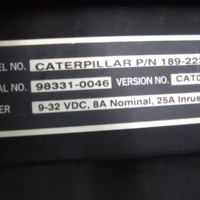 EL NO. CATERPILLAR P/N 189-22
AL NO. 98331-0046 VERSION NO. CAT0
ER 9-32 VDC, 8A Nominal, 25A Inrus